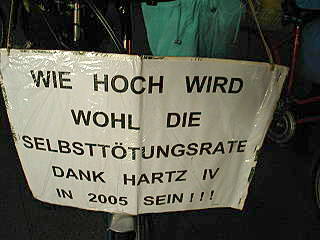 WIE HOCH WIRD
WOHL DIE
SELBSTTÖTUNGSRATE
DANK HARTZ IV
IN 2005 SEIN!!!